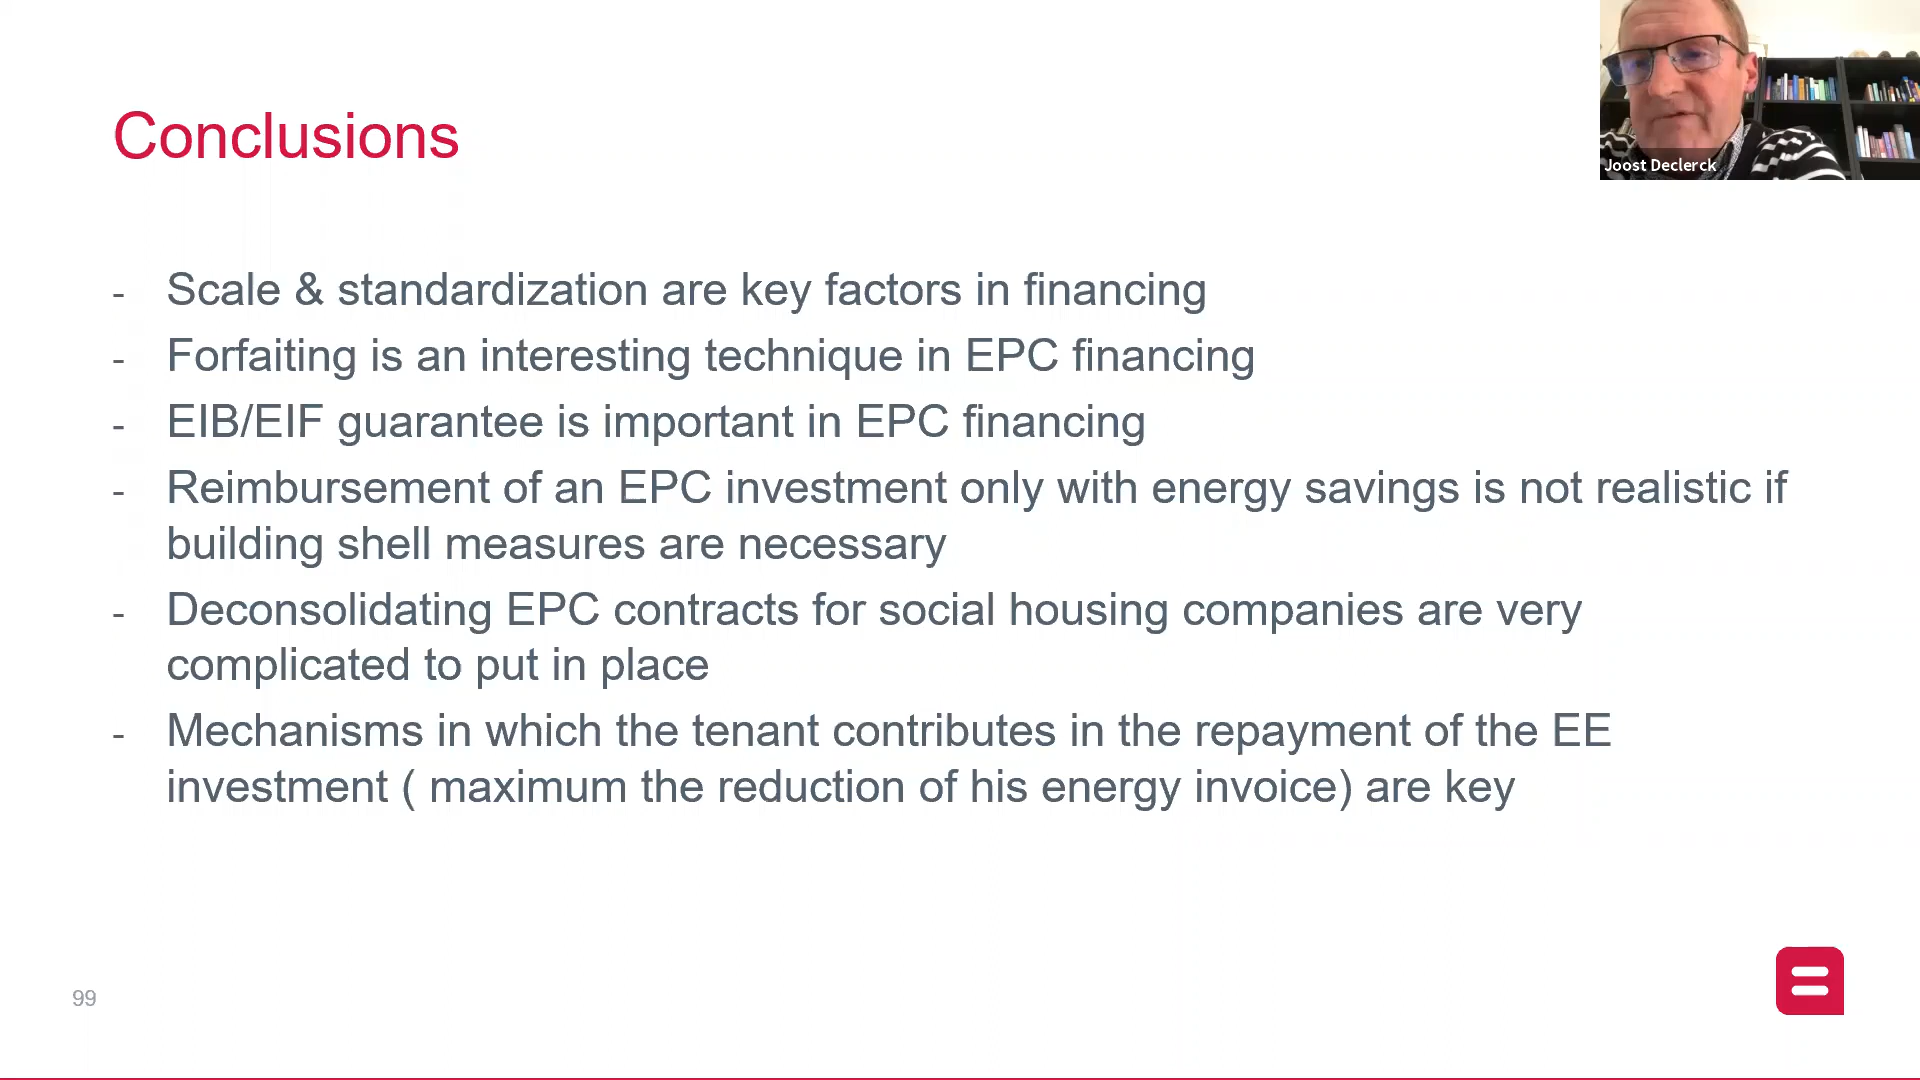 Conclusions
Joost Declerck
- Scale & standardization are key factors in financing
- Forfaiting is an interesting technique in EPC financing
- EIB/EIF guarantee is important in EPC financing
- Reimbursement of an EPC investment only with energy savings is not realistic if
building shell measures are necessary
- Deconsolidating EPC contracts for social housing companies are very
complicated to put in place
- Mechanisms in which the tenant contributes in the repayment of the EE
investment ( maximum the reduction of his energy invoice) are key
99